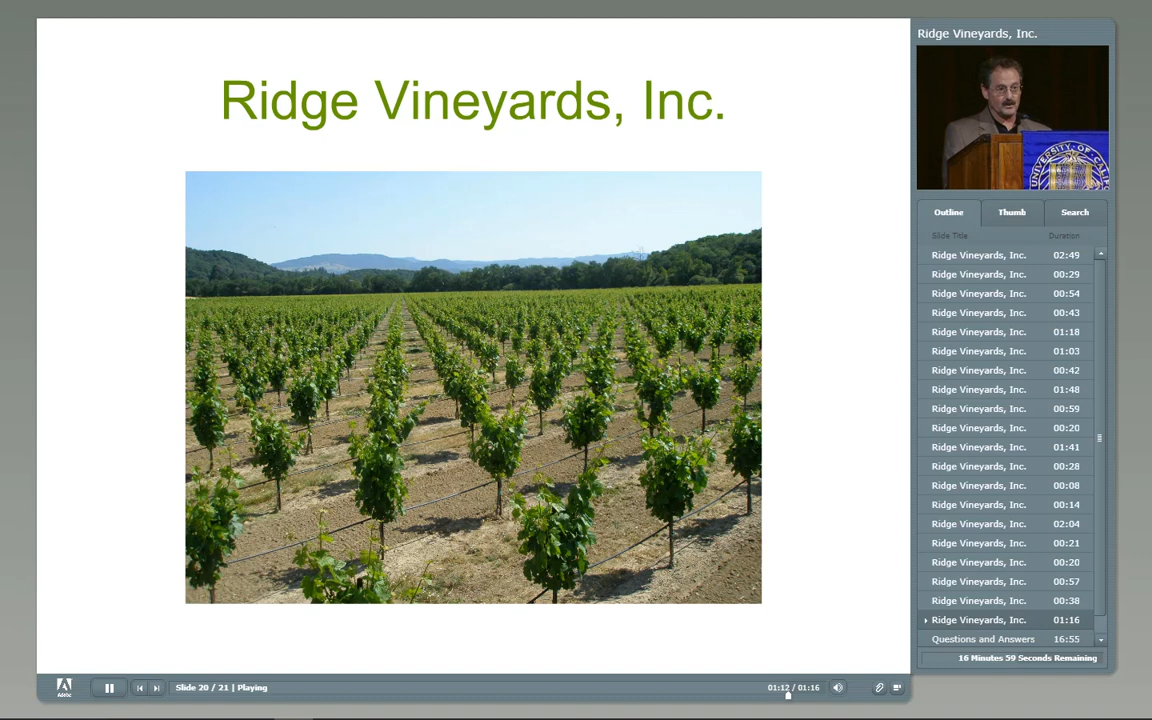 Ridge Vineyards, Inc.
Ridge Vineyards, Inc.
UNIVERSITY OF CALIF
Outline Thumb Search
Slide Title Duration
Ridge Vineyards, Inc. 02:49
Ridge Vineyards, Inc. 00:29
Ridge Vineyards, Inc. 00:54
Ridge Vineyards, Inc. 00:43
Ridge Vineyards, Inc. 01:18
Ridge Vineyards, Inc. 01:03
Ridge Vineyards, Inc. 00:42
Ridge Vineyards, Inc. 01:48
Ridge Vineyards, Inc. 00:59
Ridge Vineyards, Inc. 00:20
Ridge Vineyards, Inc. 01:41
Ridge Vineyards, Inc. 00:28
Ridge Vineyards, Inc. 00:08
Ridge Vineyards, Inc. 00:14
Ridge Vineyards, Inc. 02:04
Ridge Vineyards, Inc. 00:21
Ridge Vineyards, Inc. 00:20
Ridge Vineyards, Inc. 00:57
Ridge Vineyards, Inc. 00:38
Ridge Vineyards, Inc. 01:16
Questions and Answers 16:55
16 Minutes 59 Seconds Remaining
Adobe
Slide 20 / 21 | Playing
01:12 / 01:16